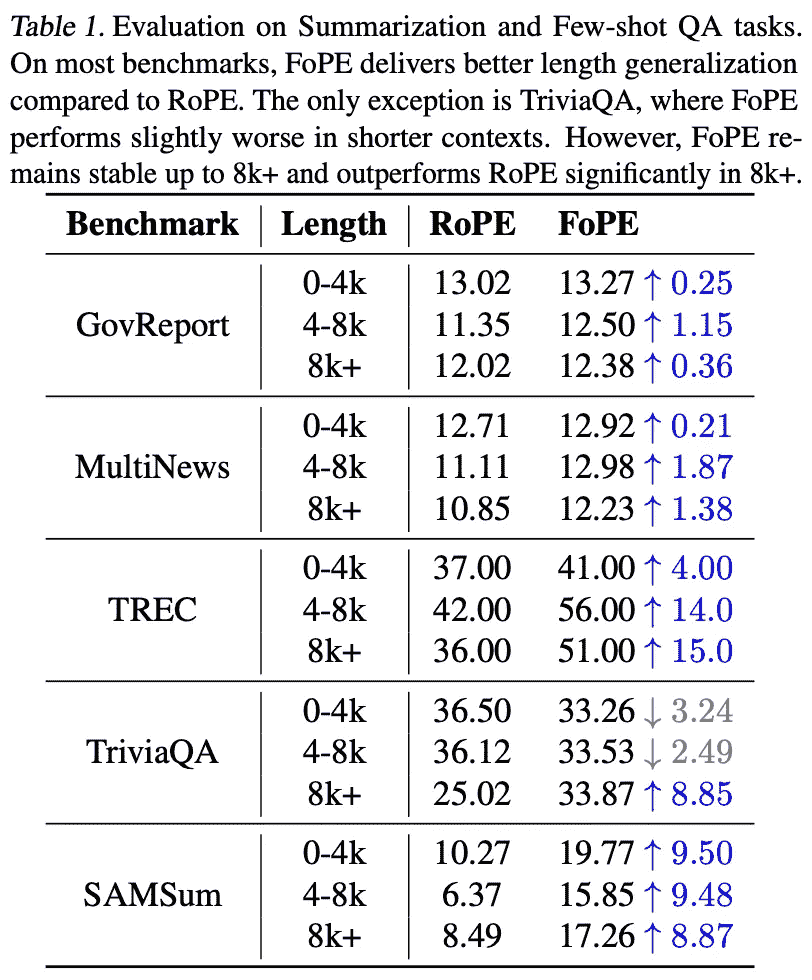 Table 1. Evaluation on Summarization and Few-shot QA tasks.
On most benchmarks, FoPE delivers better length generalization
compared to RoPE. The only exception is TriviaQA, where FoPE
performs slightly worse in shorter contexts. However, FoPE re-
mains stable up to 8k+ and outperforms RoPE significantly in 8k+.
Benchmark Length RoPE FoPE
0-4k 13.02 13.27 ↑ 0.25
GovReport 4-8k 11.35 12.50 ↑ 1.15
8k+ 12.02 12.38 ↑ 0.36
0-4k 12.71 12.92 ↑ 0.21
MultiNews 4-8k 11.11 12.98 ↑ 1.87
8k+ 10.85 12.23 ↑ 1.38
0-4k 37.00 41.00 ↑ 4.00
TREC 4-8k 42.00 56.00 ↑ 14.0
8k+ 36.00 51.00 ↑ 15.0
0-4k 36.50 33.26 ↓ 3.24
TriviaQA 4-8k 36.12 33.53 ↓ 2.49
8k+ 25.02 33.87 ↑ 8.85
0-4k 10.27 19.77 ↑ 9.50
SAMSum 4-8k 6.37 15.85 ↑ 9.48
8k+ 8.49 17.26 ↑ 8.87